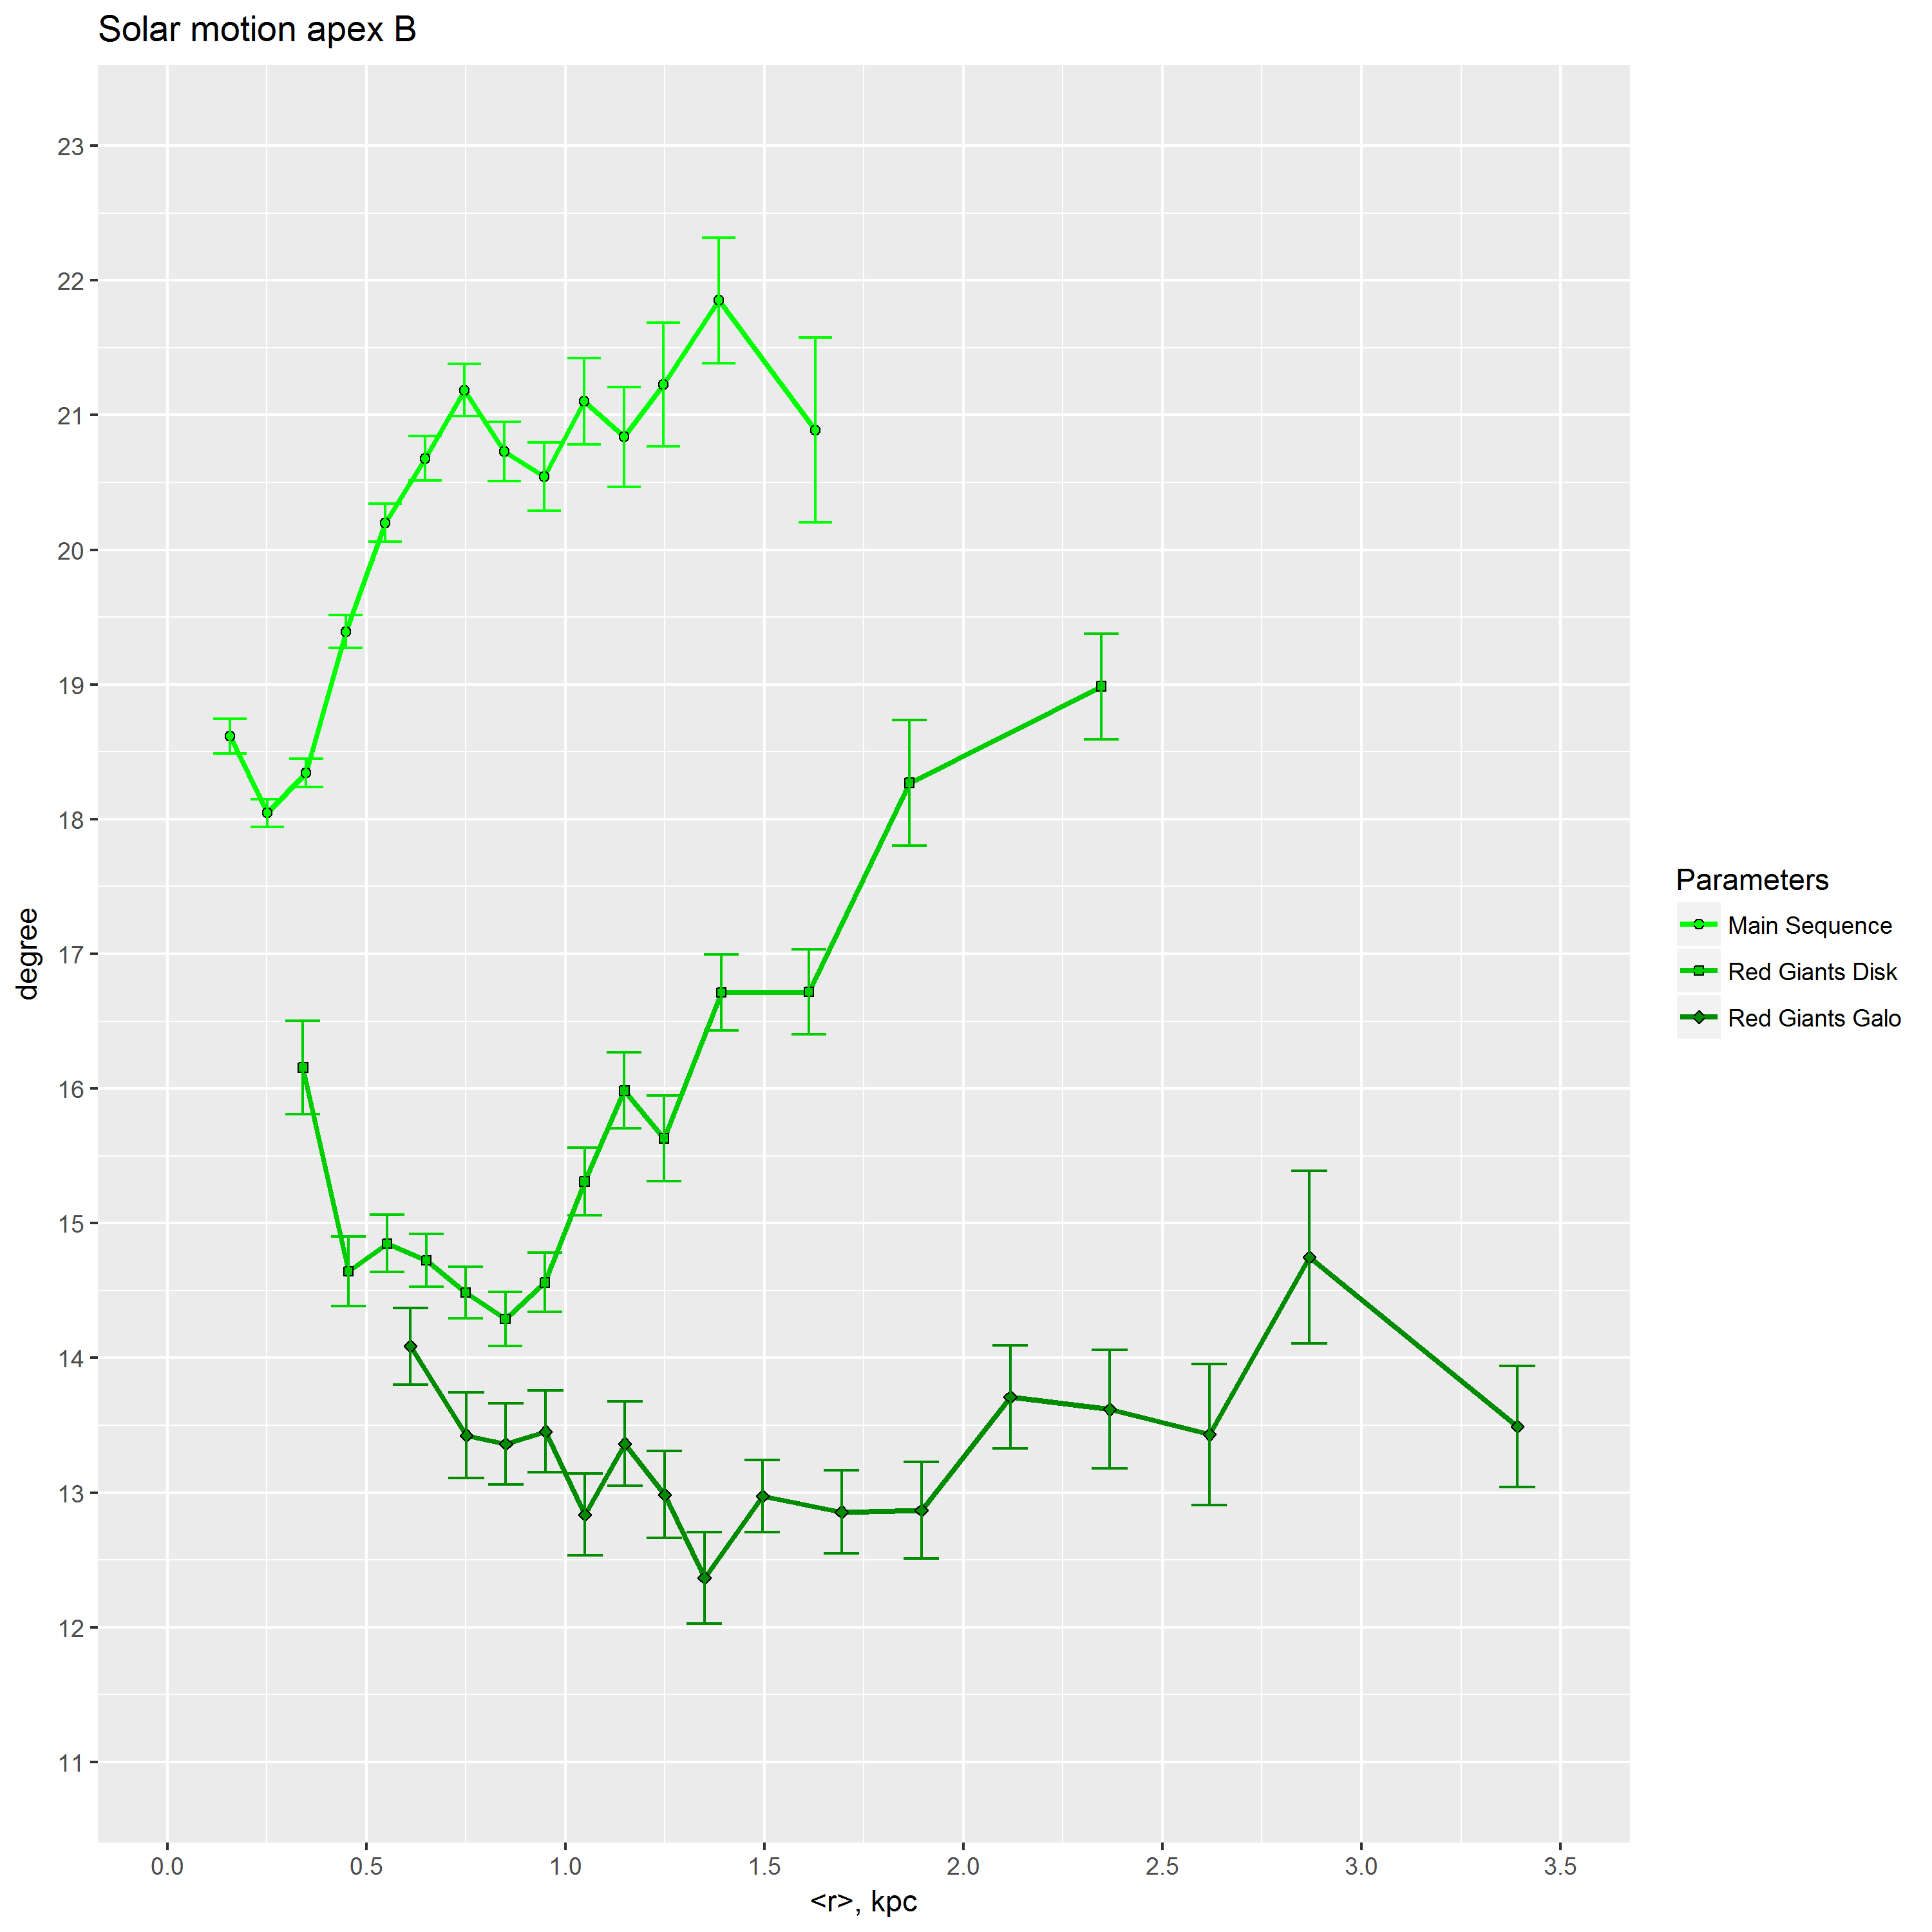 Solar motion apex B
23
22
21
20
19
18
17
16
15
14
13
12
11
degree
0.0 0.5 1.0 1.5 2.0 2.5 3.0 3.5
<r>, kpc
Parameters
Main Sequence
Red Giants Disk
Red Giants Galo